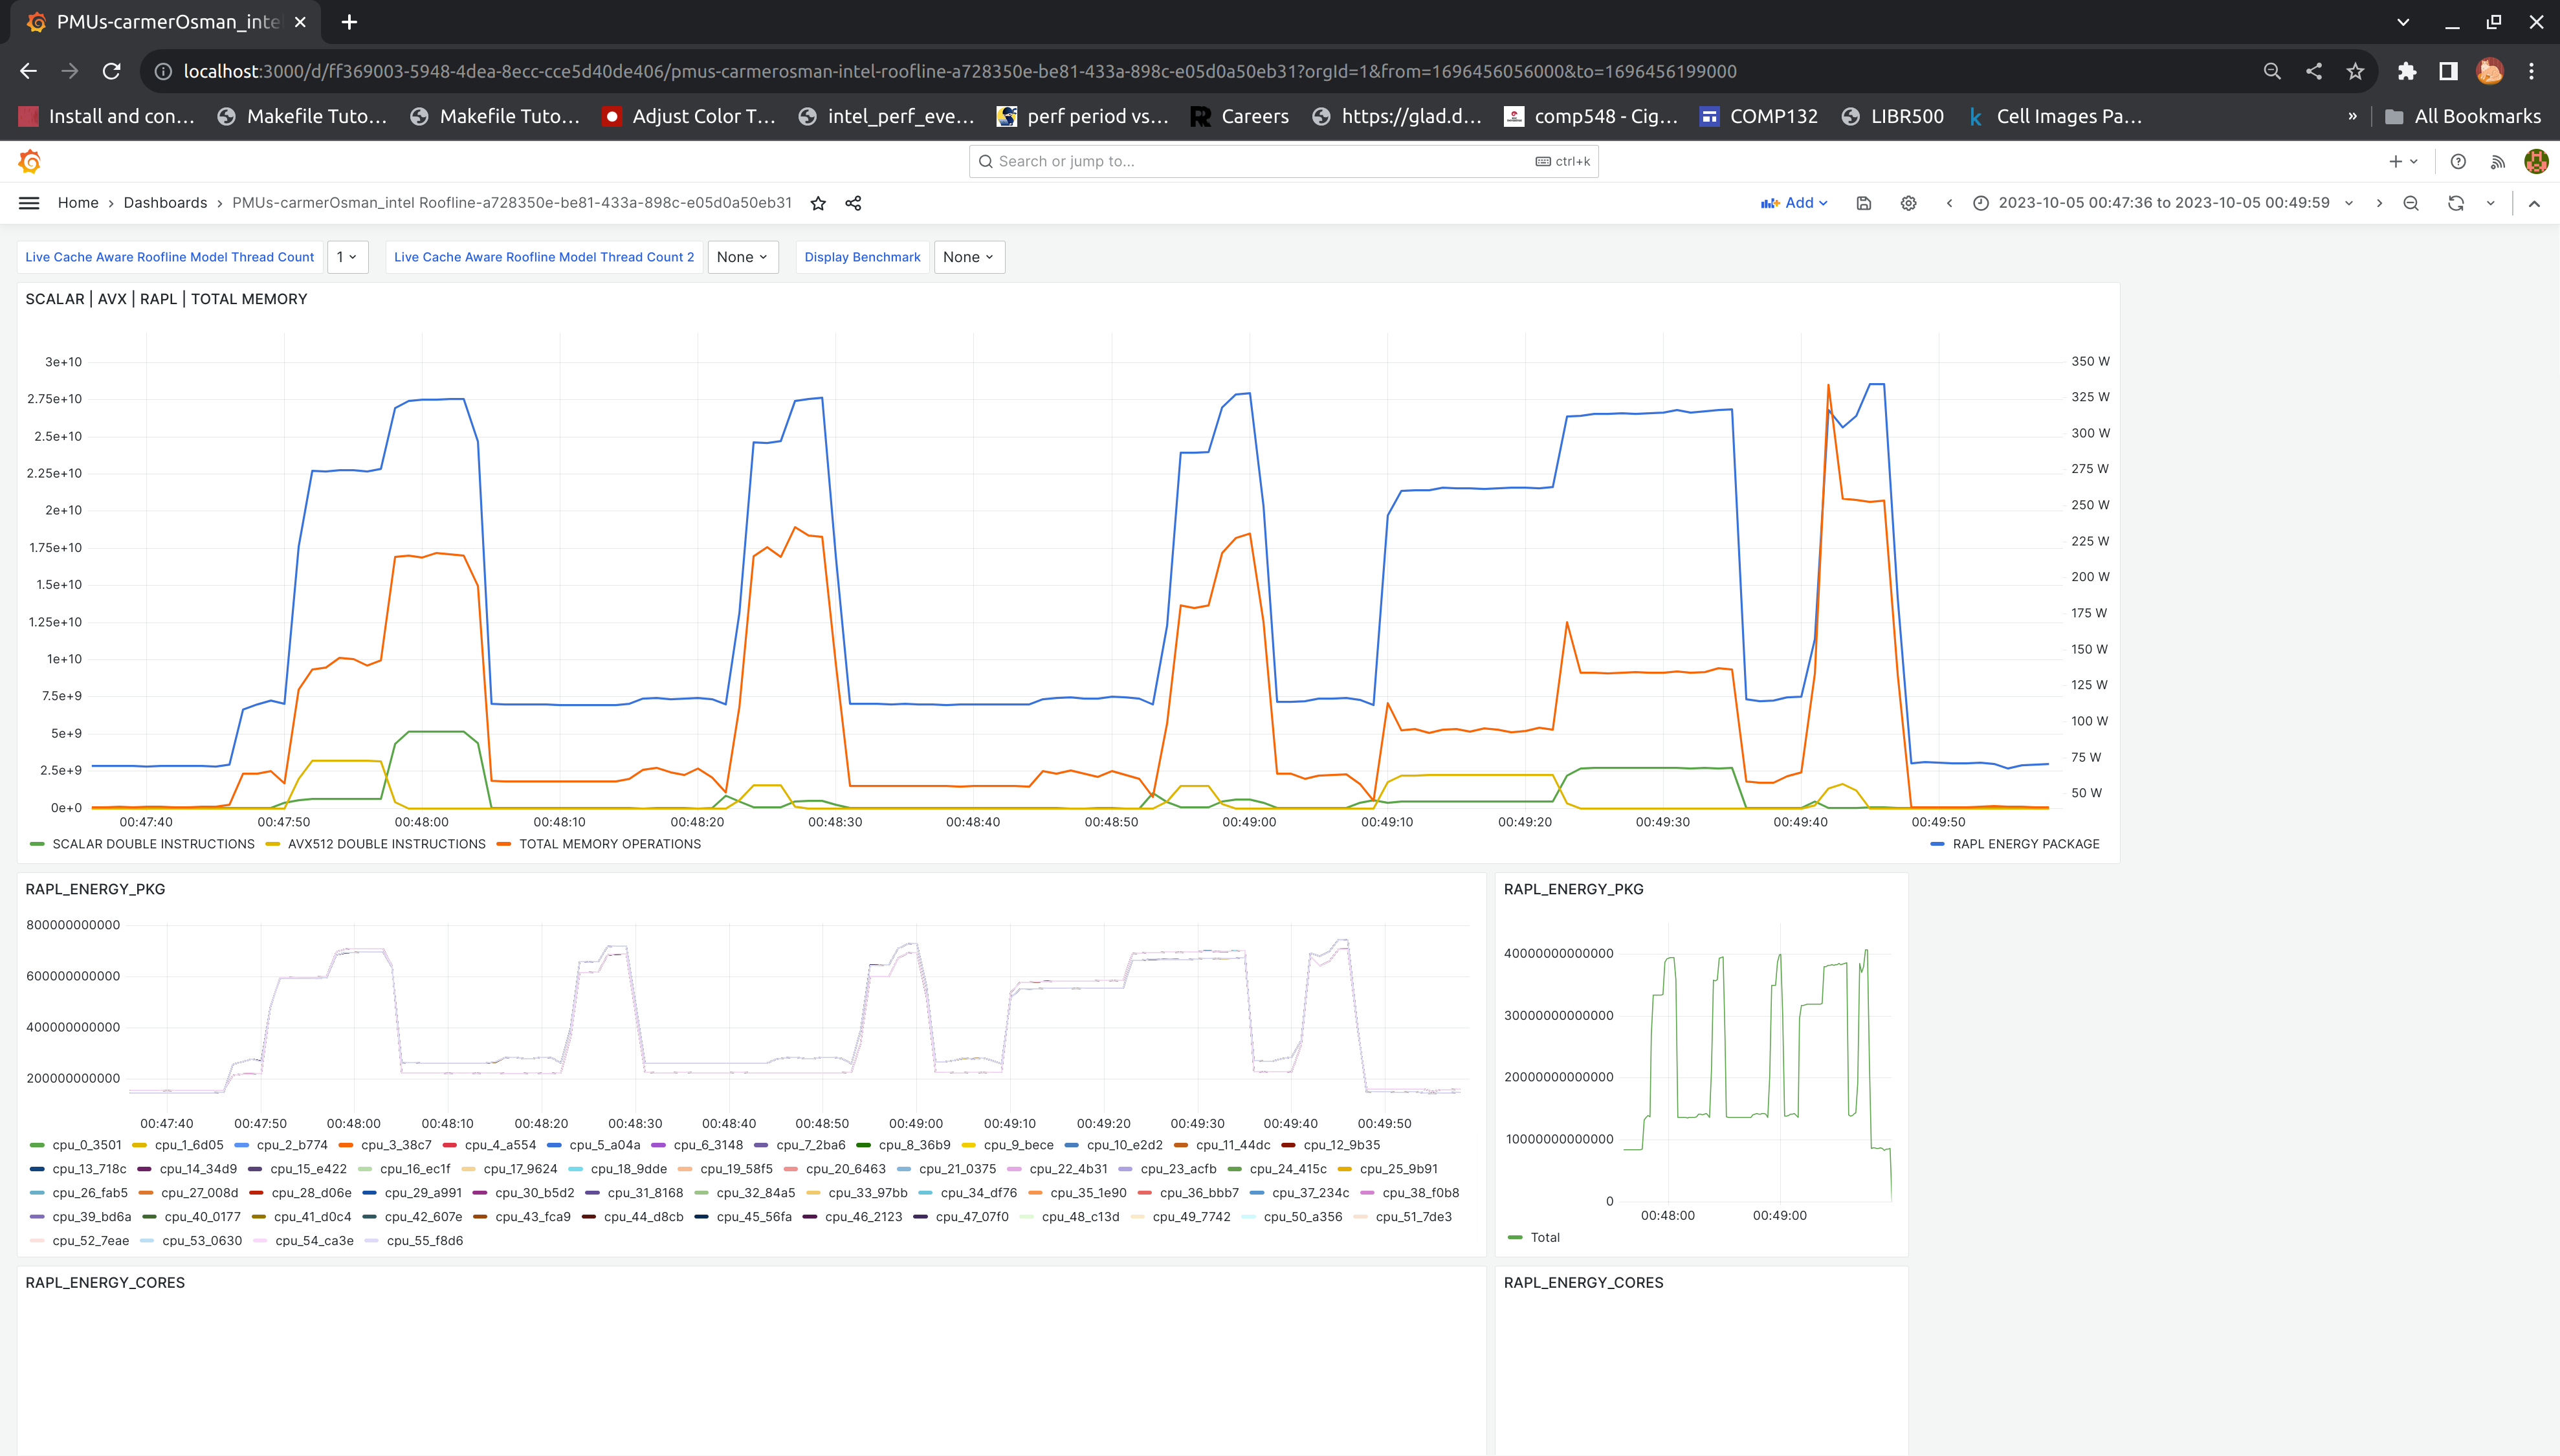 PMUs-carmerOsman_inte
localhost:3000/d/ff369003-5948-4dea-8ecc-cce5d40de406/pmus-carmerosman-intel-roofline-a728350e-be81-433a-898c-e05d0a50eb31?orgId=1&from=1696456056000&to=1696456199000
Install and con... Makefile Tuto... Makefile Tuto... Adjust Color T... intel_perf_eve... perf period vs... Careers https://glad.d... comp548 - Cig... COMP132 LIBR500 Cell Images Pa... » All Bookmarks
Search or jump to... ctrl+k
Home › Dashboards › PMUs-carmerOsman_intel Roofline-a728350e-be81-433a-898c-e05d0a50eb31 Add 2023-10-05 00:47:36 to 2023-10-05 00:49:59
Live Cache Aware Roofline Model Thread Count 1 Live Cache Aware Roofline Model Thread Count 2 None Display Benchmark None
SCALAR | AVX | RAPL | TOTAL MEMORY
3e+10 350 W
2.75e+10 325 W
2.5e+10 300 W
2.25e+10 275 W
2e+10 250 W
1.75e+10 225 W
1.5e+10 200 W
1.25e+10 175 W
1e+10 150 W
7.5e+9 125 W
5e+9 100 W
2.5e+9 75 W
0e+0 50 W
00:47:40 00:47:50 00:48:00 00:48:10 00:48:20 00:48:30 00:48:40 00:48:50 00:49:00 00:49:10 00:49:20 00:49:30 00:49:40 00:49:50
SCALAR DOUBLE INSTRUCTIONS AVX512 DOUBLE INSTRUCTIONS TOTAL MEMORY OPERATIONS RAPL ENERGY PACKAGE
RAPL_ENERGY_PKG
800000000000
600000000000
400000000000
200000000000
00:47:40 00:47:50 00:48:00 00:48:10 00:48:20 00:48:30 00:48:40 00:48:50 00:49:00 00:49:10 00:49:20 00:49:30 00:49:40 00:49:50
cpu_0_3501 cpu_1_6d05 cpu_2_b774 cpu_3_38c7 cpu_4_a554 cpu_5_a04a cpu_6_3148 cpu_7_2ba6 cpu_8_36b9 cpu_9_bece cpu_10_e2d2 cpu_11_44dc cpu_12_9b35
cpu_13_718c cpu_14_34d9 cpu_15_e422 cpu_16_ec1f cpu_17_9624 cpu_18_9dde cpu_19_58f5 cpu_20_6463 cpu_21_0375 cpu_22_4b31 cpu_23_acfb cpu_24_415c cpu_25_9b91
cpu_26_fab5 cpu_27_008d cpu_28_d06e cpu_29_a991 cpu_30_b5d2 cpu_31_8168 cpu_32_84a5 cpu_33_97bb cpu_34_df76 cpu_35_1e90 cpu_36_bbb7 cpu_37_234c cpu_38_f0b8
cpu_39_bd6a cpu_40_0177 cpu_41_d0c4 cpu_42_607e cpu_43_fca9 cpu_44_d8cb cpu_45_56fa cpu_46_2123 cpu_47_07f0 cpu_48_c13d cpu_49_7742 cpu_50_a356 cpu_51_7de3
cpu_52_7eae cpu_53_0630 cpu_54_ca3e cpu_55_f8d6
RAPL_ENERGY_PKG
40000000000000
30000000000000
20000000000000
10000000000000
0
00:48:00 00:49:00
Total
RAPL_ENERGY_CORES
RAPL_ENERGY_CORES